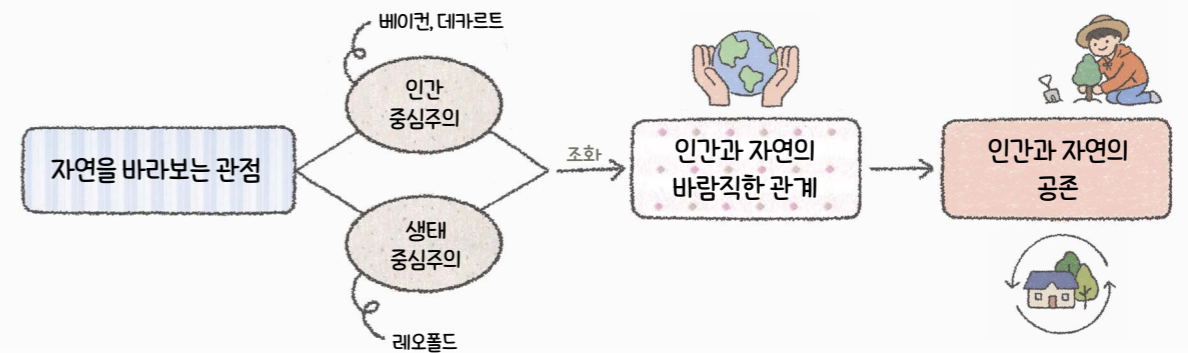 베이컨, 데카르트
인간
중심주의
자연을 바라보는 관점
생태
중심주의
레오폴드
조화
인간과 자연의
바람직한 관계
인간과 자연의
공존